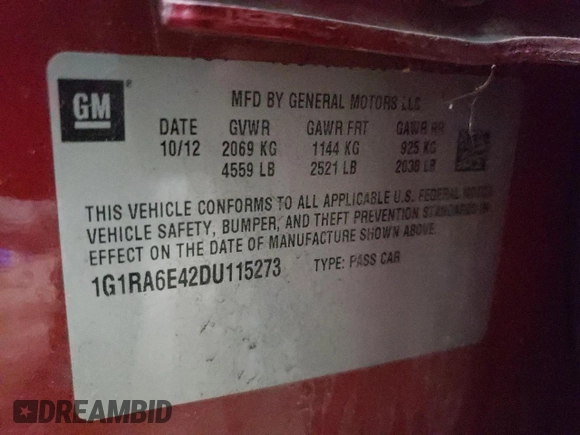 GM ®
MFD BY GENERAL MOTORS LLC
DATE GVWR GAWR FRT GAWR RR
10/12 2069 KG 1144 KG 925 KG
4559 LB 2521 LB 2038 LB
THIS VEHICLE CONFORMS TO ALL APPLICABLE U.S. FEDERAL MOTOR
VEHICLE SAFETY, BUMPER, AND THEFT PREVENTION STANDARDS IN
EFFECT ON THE DATE OF MANUFACTURE SHOWN ABOVE.
1G1RA6E42DU115273 TYPE: PASS CAR
DREAMBID